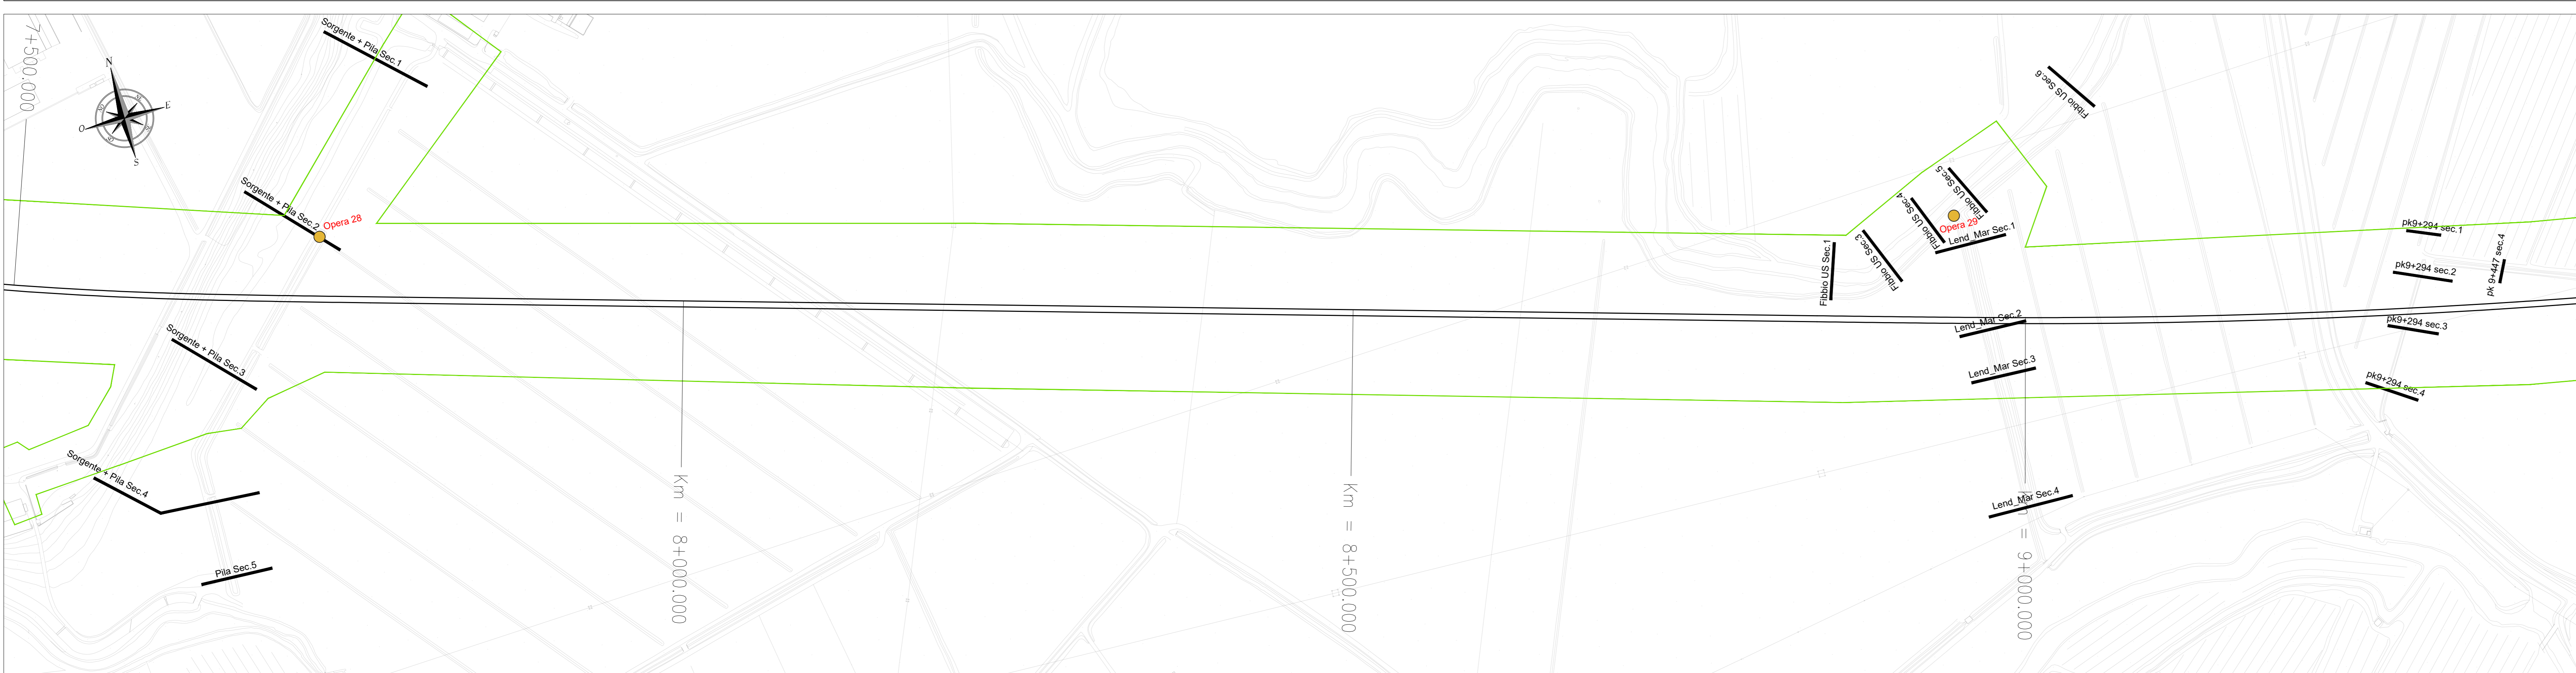 7+500.000
N
E
O
S
Sorgente + Pila Sec.1
Sorgente + Pila Sec.2
Opera 28
Sorgente + Pila Sec.3
Sorgente + Pila Sec.4
Pila Sec.5
Km = 8+000.000
Km = 8+500.000
Fibbio US Sec.1
Fibbio US Sec.3
Fibbio US Sec.4
Fibbio US Sec.5
Fibbio US Sec.6
Opera 29
Lend_Mar Sec.1
Lend_Mar Sec.2
Lend_Mar Sec.3
Lend_Mar Sec.4
Km = 9+000.000
pk9+294 sec.1
pk9+294 sec.2
pk9+294 sec.3
pk9+294 sec.4
pk 9+447 sec.4